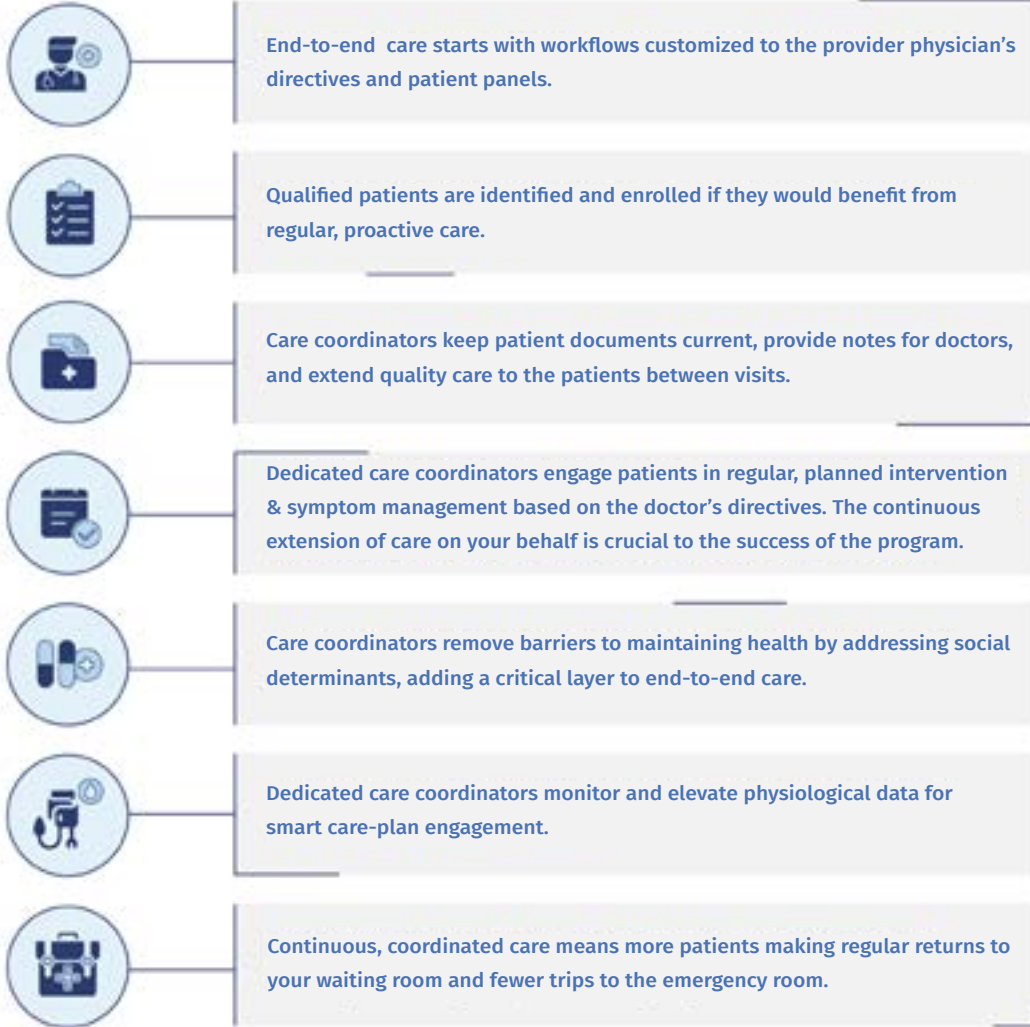 End-to-end care starts with workflows customized to the provider physician’s
directives and patient panels.
Qualified patients are identified and enrolled if they would benefit from
regular, proactive care.
Care coordinators keep patient documents current, provide notes for doctors,
and extend quality care to the patients between visits.
Dedicated care coordinators engage patients in regular, planned intervention
& symptom management based on the doctor’s directives. The continuous
extension of care on your behalf is crucial to the success of the program.
Care coordinators remove barriers to maintaining health by addressing social
determinants, adding a critical layer to end-to-end care.
Dedicated care coordinators monitor and elevate physiological data for
smart care-plan engagement.
Continuous, coordinated care means more patients making regular returns to
your waiting room and fewer trips to the emergency room.